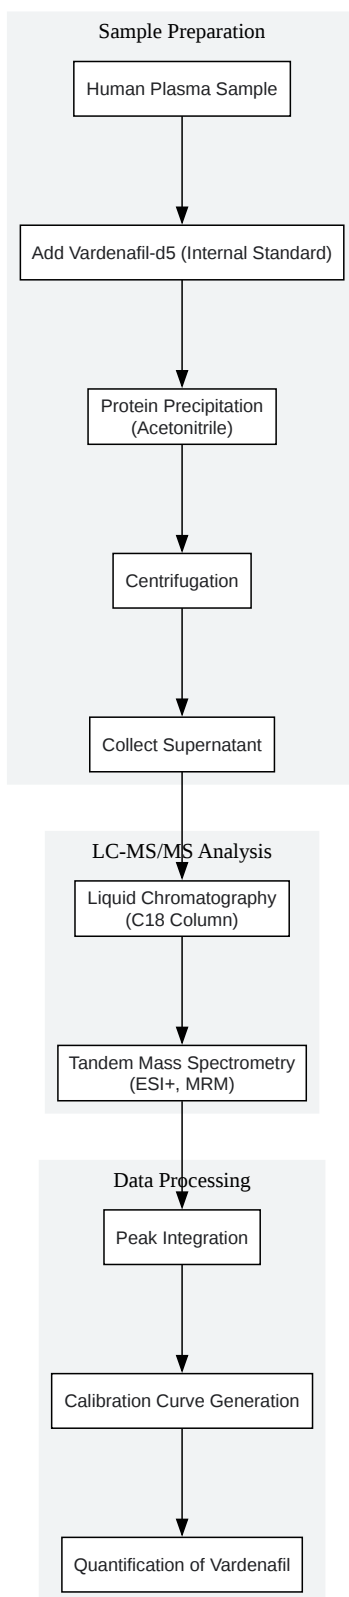 Sample Preparation
Human Plasma Sample
Add Vardenafil-d5 (Internal Standard)
Protein Precipitation
(Acetonitrile)
Centrifugation
Collect Supernatant
LC-MS/MS Analysis
Liquid Chromatography
(C18 Column)
Tandem Mass Spectrometry
(ESI+, MRM)
Data Processing
Peak Integration
Calibration Curve Generation
Quantification of Vardenafil